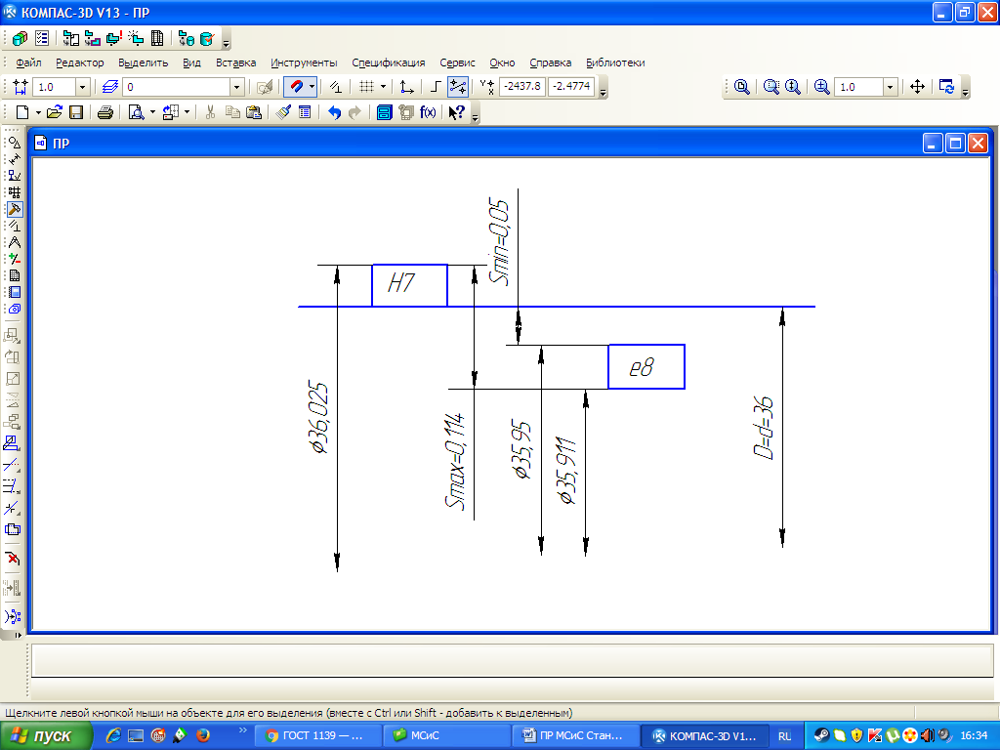 КОМПАС-3D V13 - ПР
Файл Редактор Выделить Вид Вставка Инструменты Спецификация Сервис Окно Справка Библиотеки
1.0 0 -2437.8 -2.4774 1.0
f(x)
ПР
Smin=0,05
H7
e8
ϕ36,025
Smax=0,114
ϕ35,95
ϕ35,911
D=d=36
Щелкните левой кнопкой мыши на объекте для его выделения (вместе с Ctrl или Shift - добавить к выделенным)
пуск ГОСТ 1139 — ... МСиС ПР МСиС Стан... КОМПАС-3D V1... RU 16:34